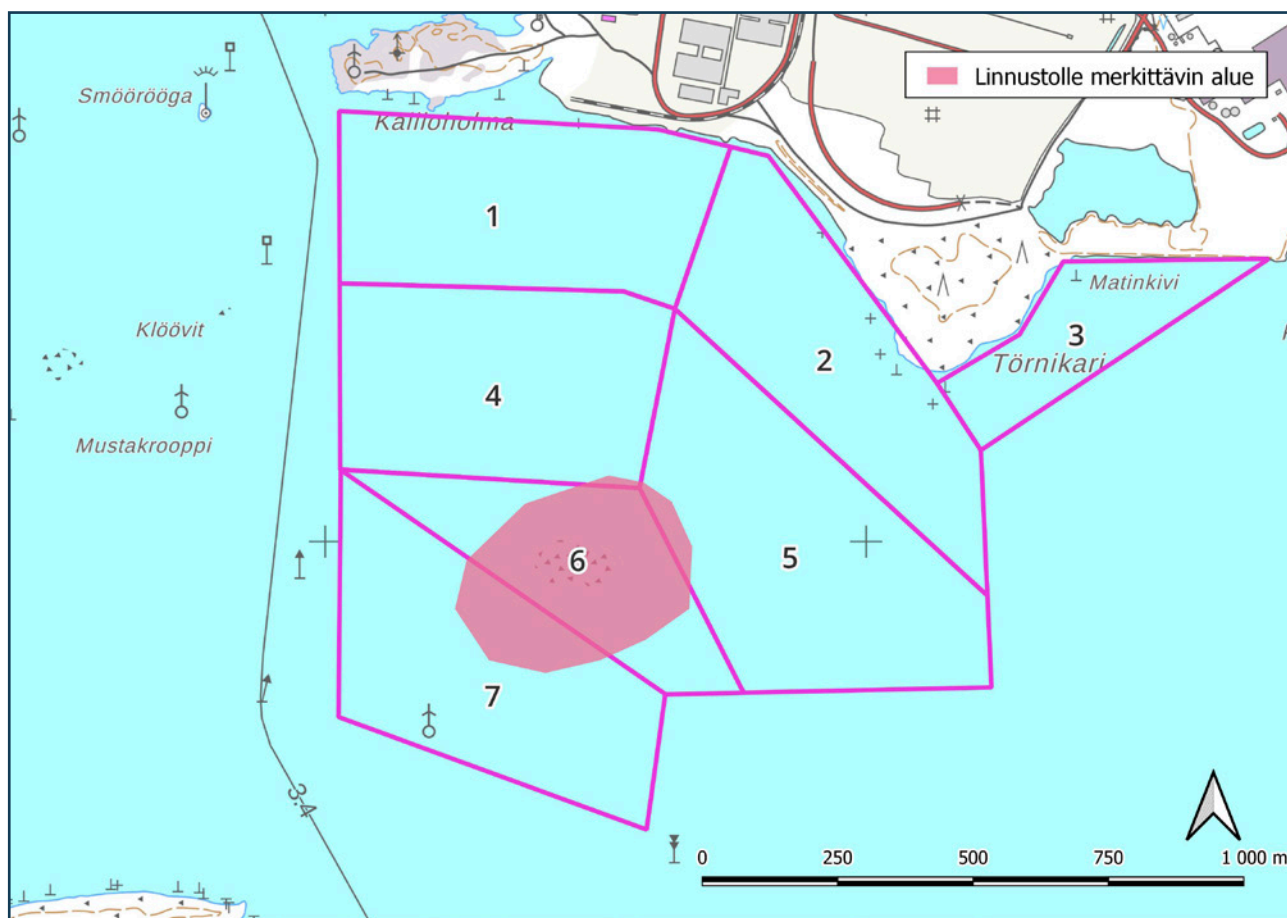 Linnustolle merkittävin alue
Smöörööga
Kalliloholma
1
Matinkivi
Klöövit
2
3
Törnikari
4
Mustakrooppi
6
5
7
3.4
0 250 500 750 1 000 m